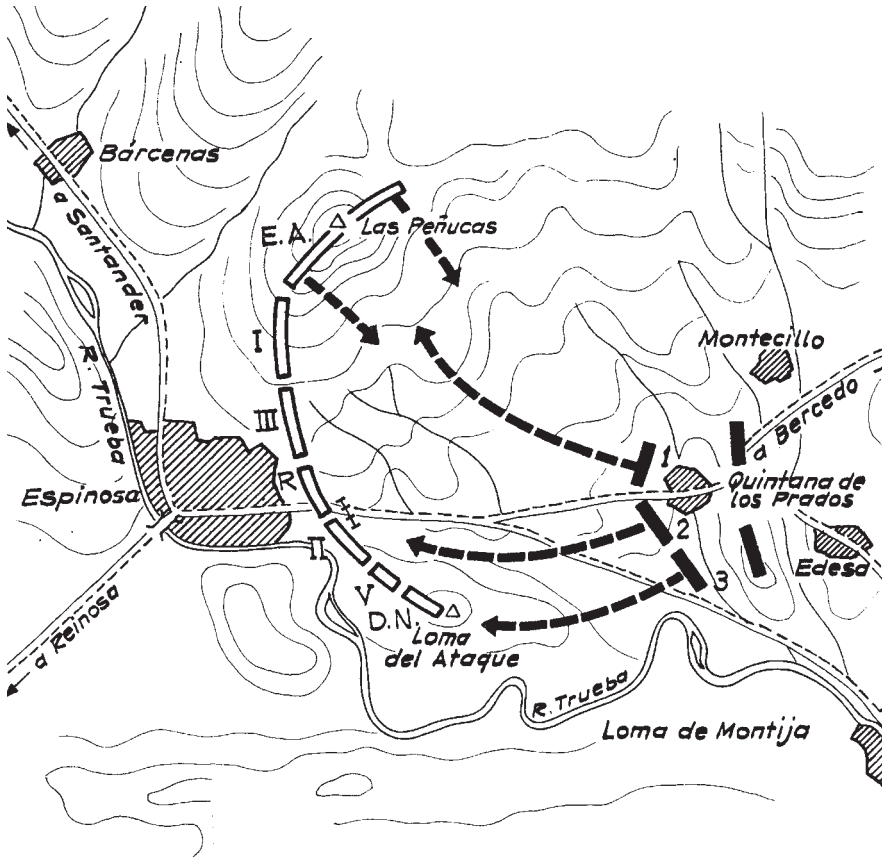 Bárcenas
a Santander
E.A.
Las Peñucas
I
Montecillo
R. Trueba
III
a Bercedo
1
Espinosa
R
Quintana de
los Prados
2
II
Edesa
3
V
a Reinosa
D.N.
Loma
del Ataque
R. Trueba
Loma de Montija